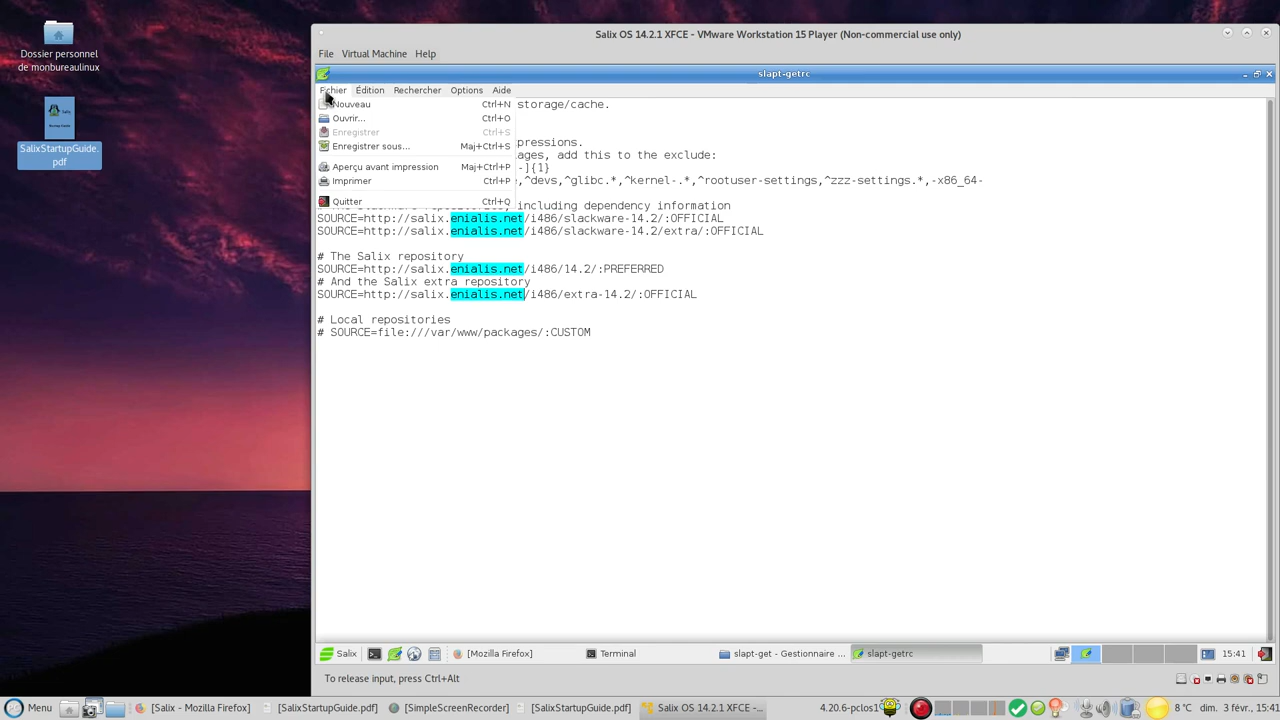 Dossier personnel
de monbureaulinux
SalixStartupGuide.
pdf
Salix OS 14.2.1 XFCE - VMware Workstation 15 Player (Non-commercial use only)
File Virtual Machine Help
slapt-getrc
Fichier Édition Rechercher Options Aide
Nouveau Ctrl+N
Ouvrir... Ctrl+O
Enregistrer Ctrl+S
Enregistrer sous... Maj+Ctrl+S
Aperçu avant impression Maj+Ctrl+P
Imprimer Ctrl+P
Quitter Ctrl+Q
storage/cache.
pressions.
ages, add this to the exclude:
-]{1}
,^devs,^glibc.*,^kernel-.*,^rootuser-settings,^zzz-settings.*,-x86_64-
including dependency information
SOURCE=http://salix.enialis.net/i486/slackware-14.2/:OFFICIAL
SOURCE=http://salix.enialis.net/i486/slackware-14.2/extra/:OFFICIAL
# The Salix repository
SOURCE=http://salix.enialis.net/i486/14.2/:PREFERRED
# And the Salix extra repository
SOURCE=http://salix.enialis.net/i486/extra-14.2/:OFFICIAL
# Local repositories
# SOURCE=file:///var/www/packages/:CUSTOM
Salix [Mozilla Firefox] Terminal slapt-get - Gestionnaire ... slapt-getrc 15:41
To release input, press Ctrl+Alt
Menu [Salix - Mozilla Firefox] [SalixStartupGuide.pdf] [SimpleScreenRecorder] [SalixStartupGuide.pdf] Salix OS 14.2.1 XFCE -... 4.20.6-pclos1 8 °C dim. 3 févr., 15:41